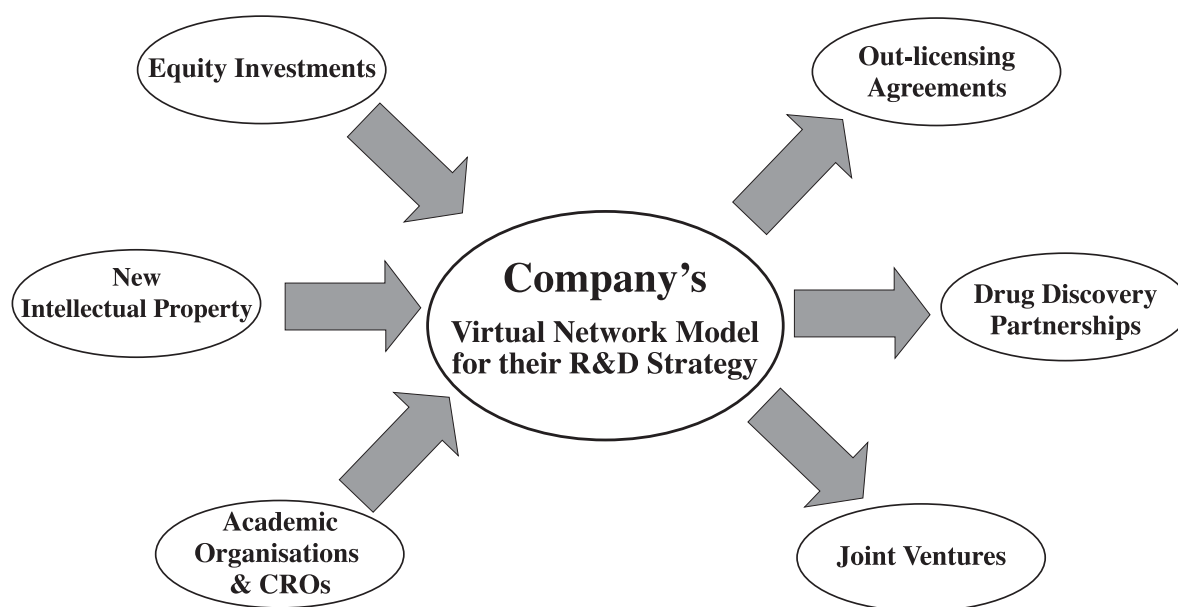 Equity Investments
Out-licensing
Agreements
New
Intellectual Property
Company’s
Virtual Network Model
for their R&D Strategy
Drug Discovery
Partnerships
Academic
Organisations
& CROs
Joint Ventures